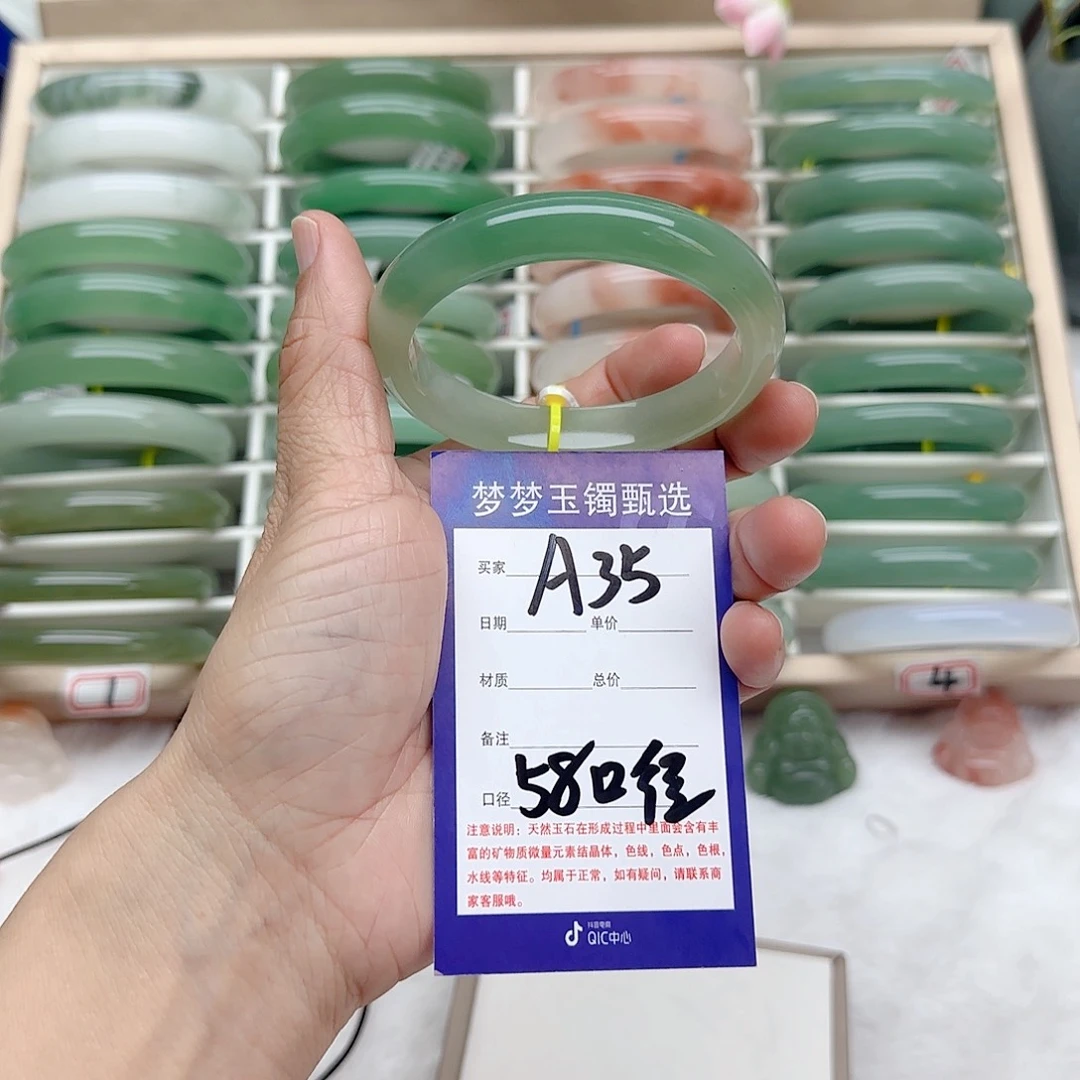 梦梦玉镯甄选
买家 A35
日期 单价
材质 总价
备注
口径 58口径
注意说明：天然玉石在形成过程中里面会含有丰
富的矿物质微量元素结晶体，色线，色点，色根，
水线等特征。均属于正常，如有疑问，请联系商
家客服哦。
抖音电商
QIC中心
1
4